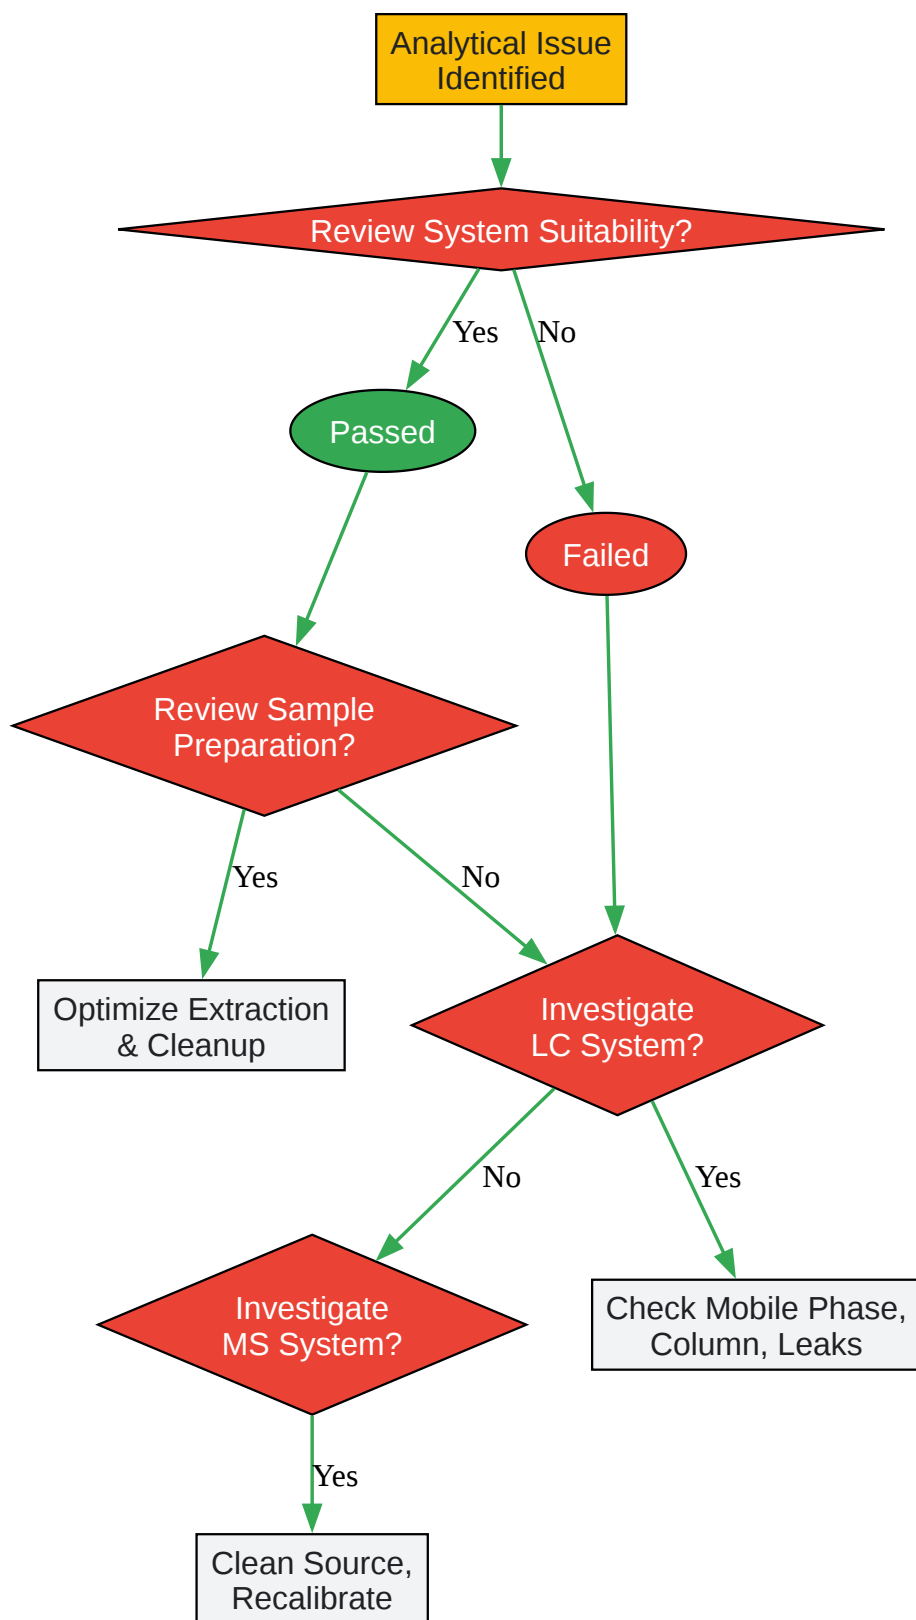 Analytical Issue
Identified
Review System Suitability?
Yes
No
Passed
Failed
Review Sample
Preparation?
Yes
No
Optimize Extraction
& Cleanup
Investigate
LC System?
No
Yes
Investigate
MS System?
Check Mobile Phase,
Column, Leaks
Yes
Clean Source,
Recalibrate